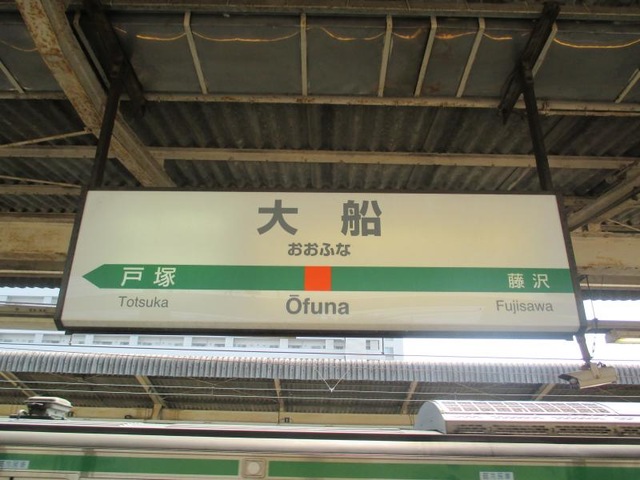 大船
おおふな
戸塚
藤沢
Totsuka
Ōfuna
Fujisawa